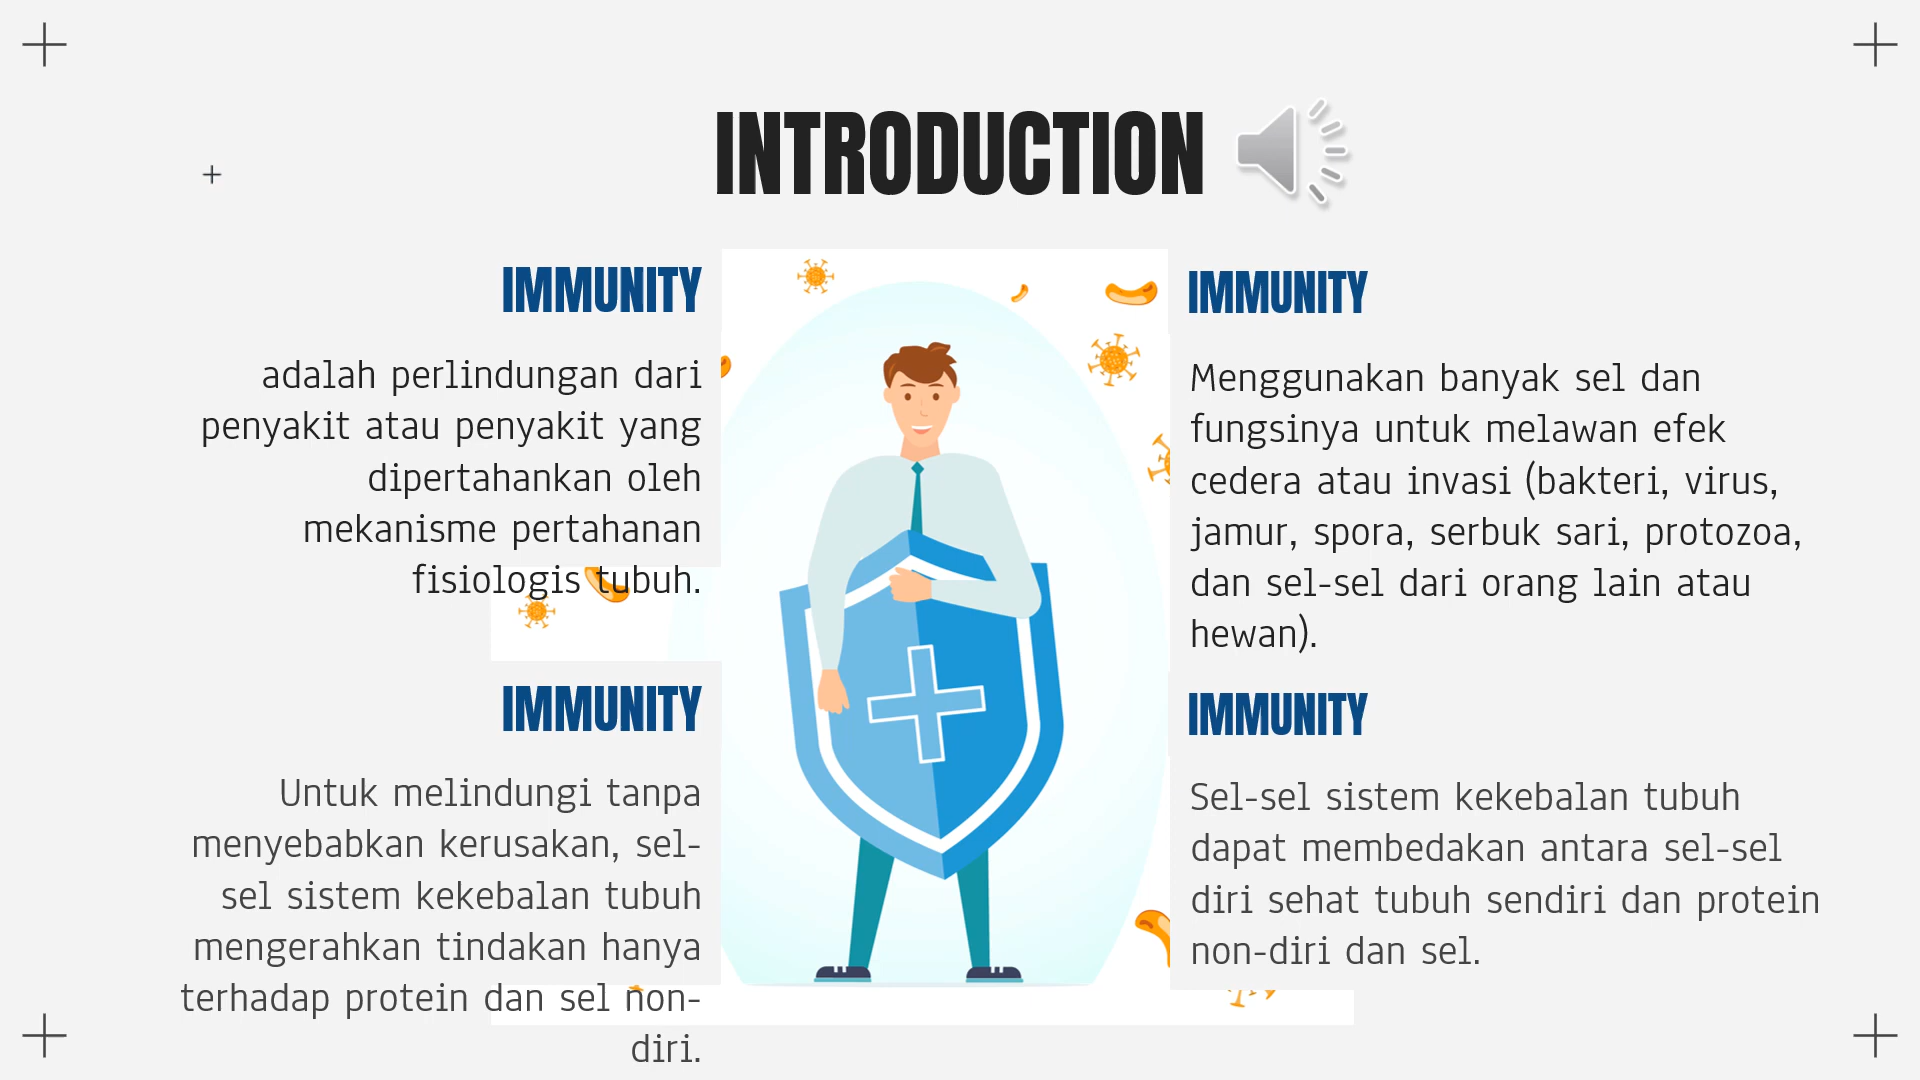 INTRODUCTION
IMMUNITY
adalah perlindungan dari
penyakit atau penyakit yang
dipertahankan oleh
mekanisme pertahanan
fisiologis tubuh.
IMMUNITY
Menggunakan banyak sel dan
fungsinya untuk melawan efek
cedera atau invasi (bakteri, virus,
jamur, spora, serbuk sari, protozoa,
dan sel-sel dari orang lain atau
hewan).
IMMUNITY
Untuk melindungi tanpa
menyebabkan kerusakan, sel-
sel sistem kekebalan tubuh
mengerahkan tindakan hanya
terhadap protein dan sel non-
diri.
IMMUNITY
Sel-sel sistem kekebalan tubuh
dapat membedakan antara sel-sel
diri sehat tubuh sendiri dan protein
non-diri dan sel.